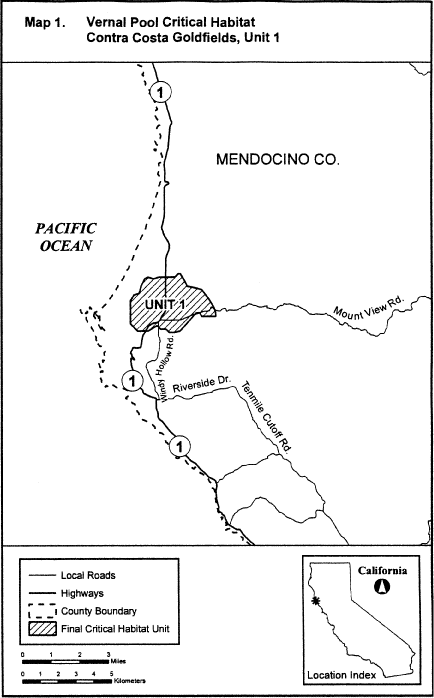 Map 1. Vernal Pool Critical Habitat
Contra Costa Goldfields, Unit 1
1
MENDOCINO CO.
PACIFIC
OCEAN
UNIT 1
Mount View Rd.
Windy Hollow Rd.
1
Riverside Dr.
Tenmile Cutoff Rd.
1
Local Roads
Highways
County Boundary
Final Critical Habitat Unit
0 1 2 3
Miles
0 1 2 3 4 5
Kilometers
California
Location Index